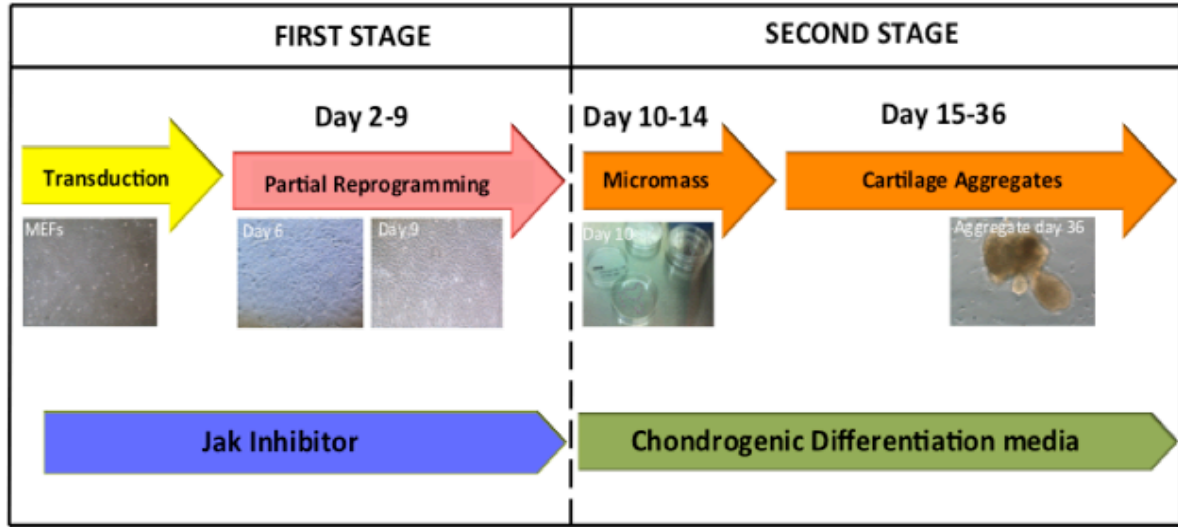 FIRST STAGE
SECOND STAGE
Day 2-9
Day 10-14
Day 15-36
Transduction
Partial Reprogramming
Micromass
Cartilage Aggregates
MEFs
Day 6
Day 9
Day 10
Aggregate day 36
Jak Inhibitor
Chondrogenic Differentiation media